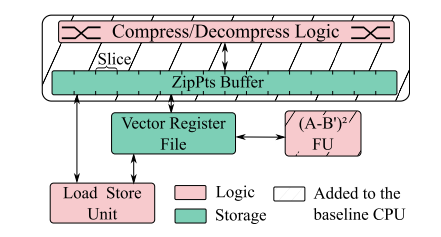 Compress/Decompress Logic
Slice
ZipPts Buffer
Vector Register
File
(A-B')²
FU
Load Store
Unit
Logic
Storage
Added to the
baseline CPU